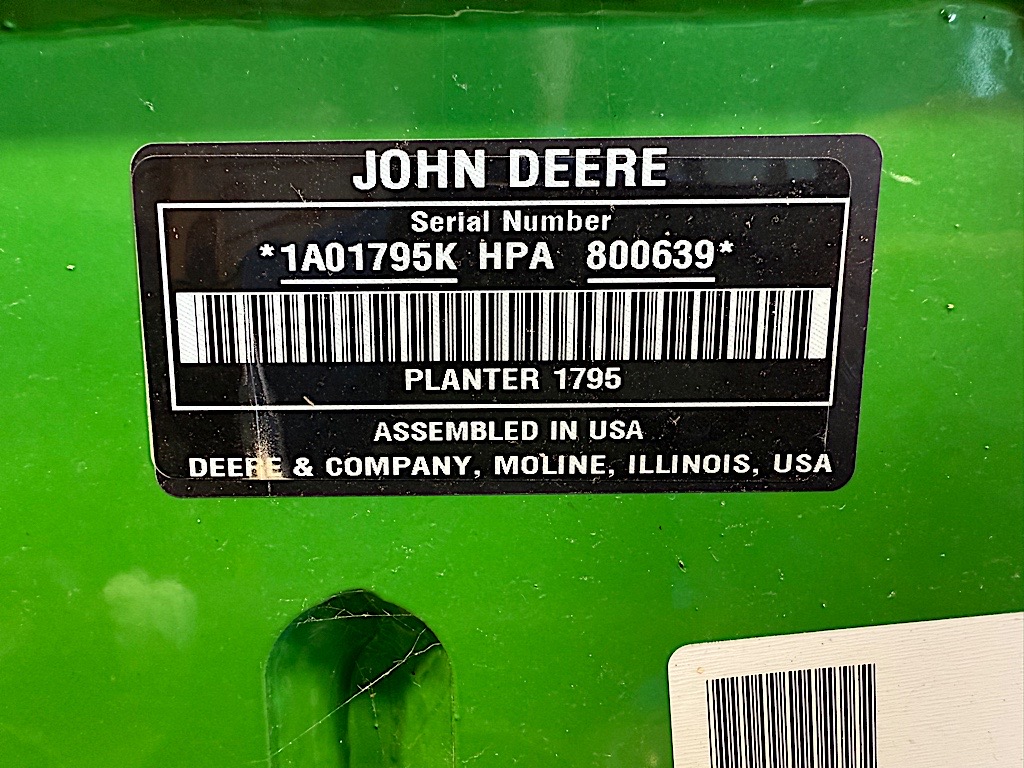 JOHN DEERE
Serial Number
*1A01795K HPA 800639*
PLANTER 1795
ASSEMBLED IN USA
DEERE & COMPANY, MOLINE, ILLINOIS, USA